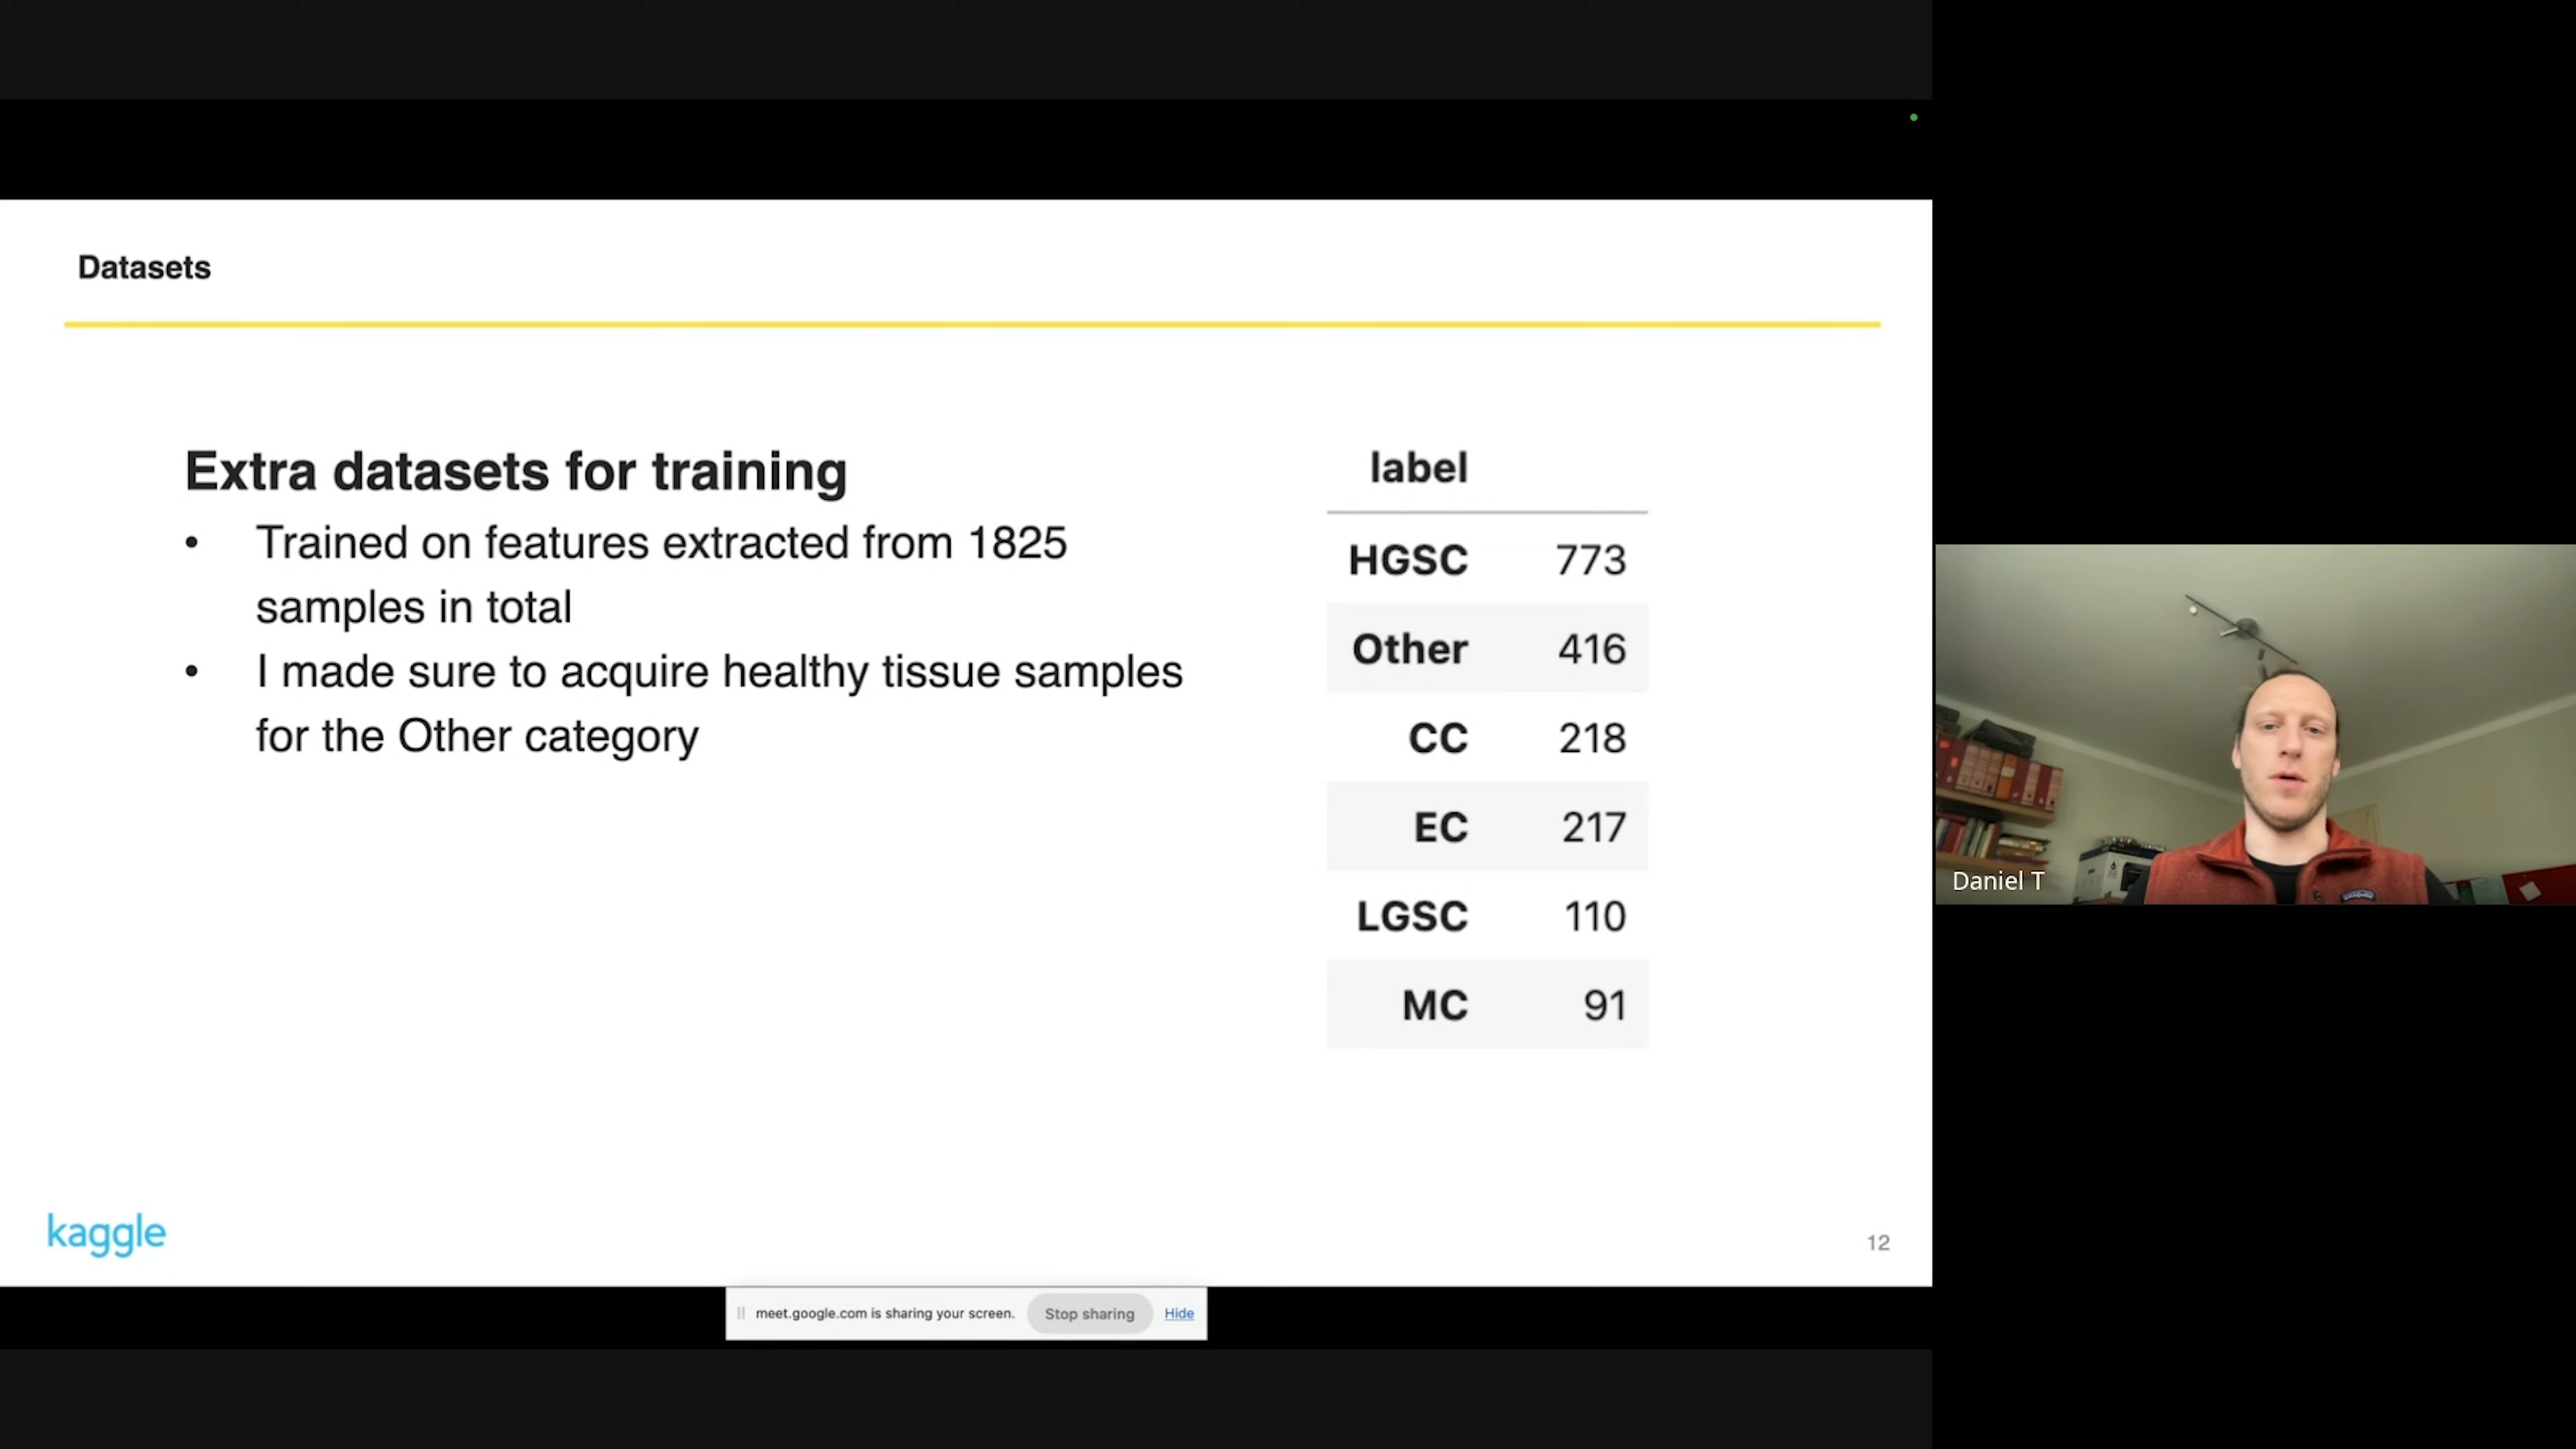 Datasets
Extra datasets for training
• Trained on features extracted from 1825
samples in total
• I made sure to acquire healthy tissue samples
for the Other category
label
HGSC 773
Other 416
CC 218
EC 217
LGSC 110
MC 91
Daniel T
kaggle
12
meet.google.com is sharing your screen. Stop sharing Hide